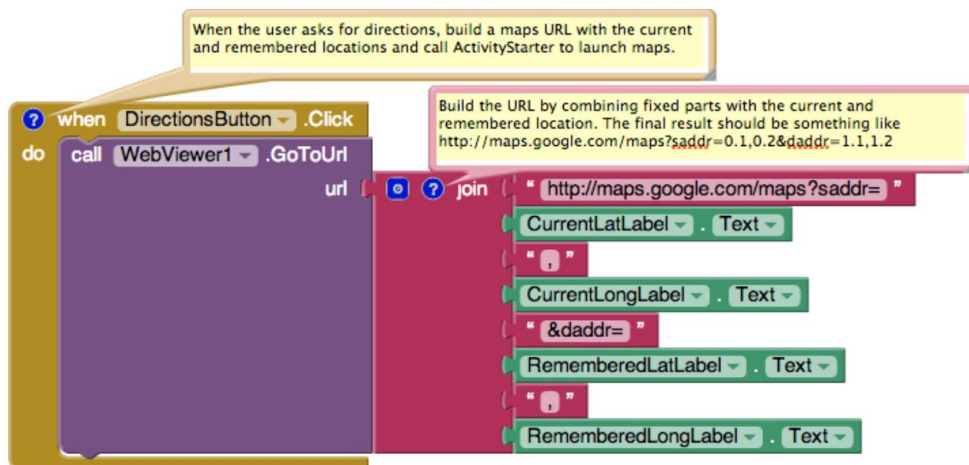 When the user asks for directions, build a maps URL with the current
and remembered locations and call ActivityStarter to launch maps.
Build the URL by combining fixed parts with the current and
remembered location. The final result should be something like
http://maps.google.com/maps?saddr=0.1,0.2&daddr=1.1,1.2
? when DirectionsButton .Click
do call WebViewer1 .GoToUrl
url ? join " http://maps.google.com/maps?saddr= "
CurrentLatLabel . Text
" , "
CurrentLongLabel . Text
" &daddr= "
RememberedLatLabel . Text
" , "
RememberedLongLabel . Text